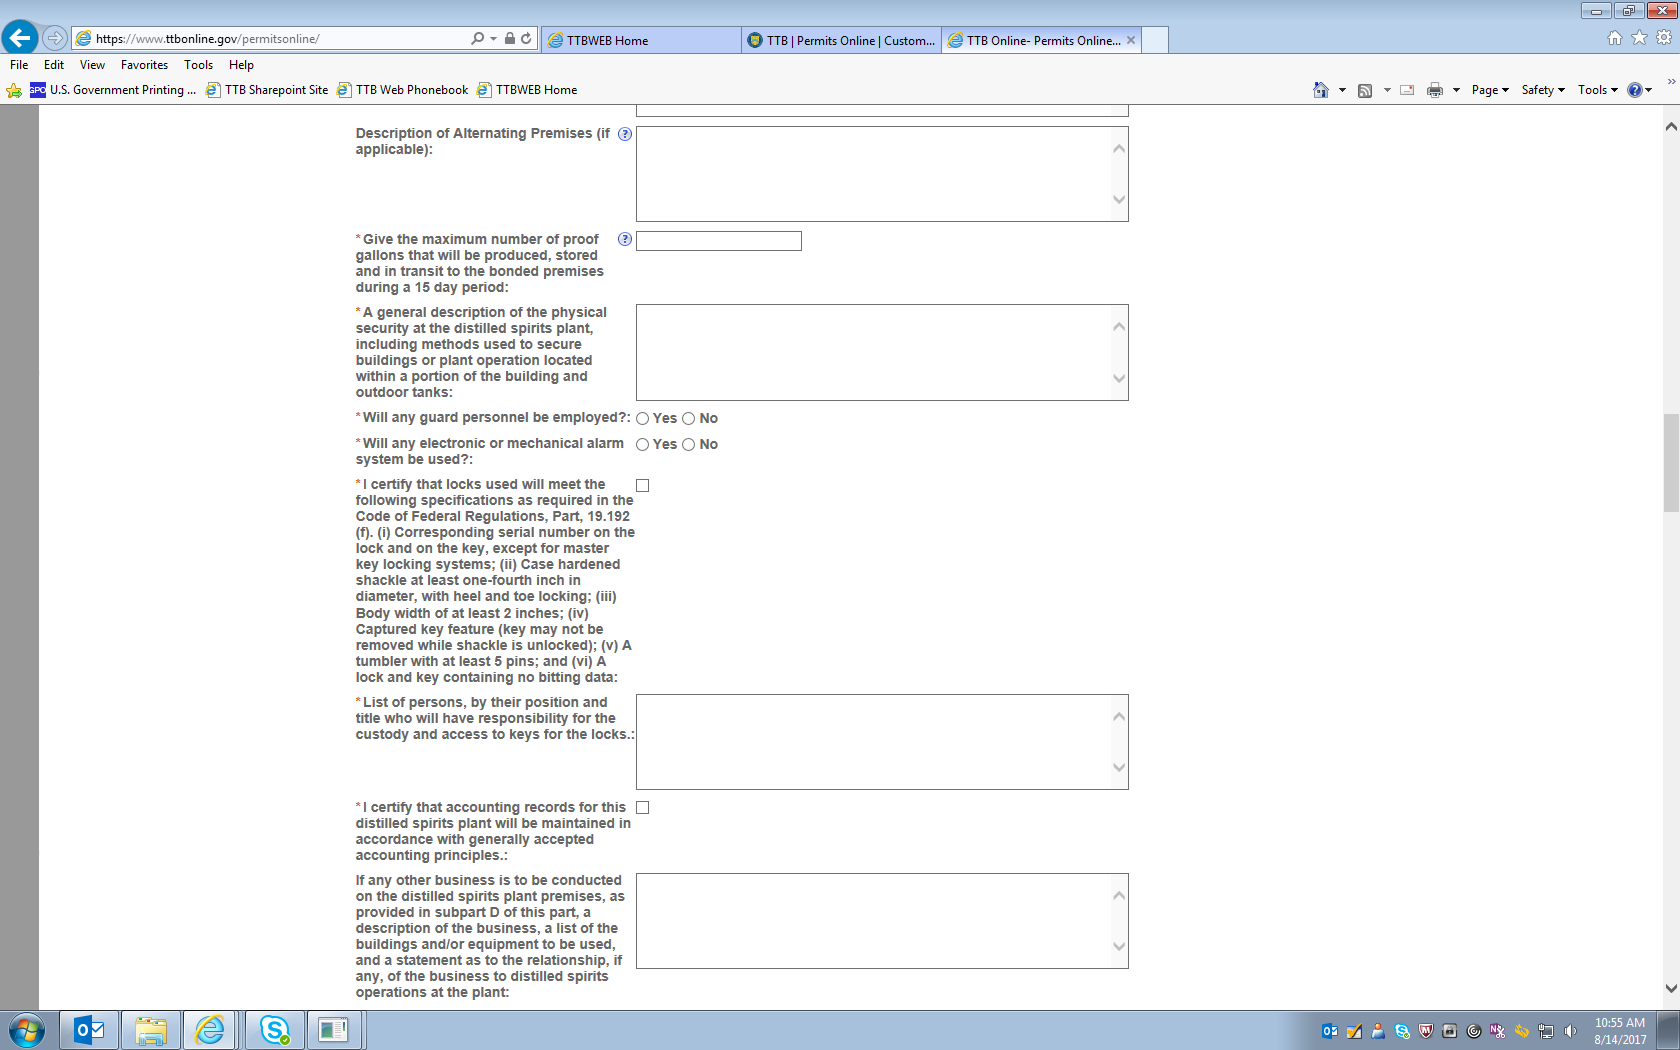 https://www.ttbonline.gov/permitsonline/
TTBWEB Home
TTB | Permits Online | Custom...
TTB Online- Permits Online...
File Edit View Favorites Tools Help
GPO U.S. Government Printing ... TTB Sharepoint Site TTB Web Phonebook TTBWEB Home
Page Safety Tools
Description of Alternating Premises (if
applicable):
*Give the maximum number of proof
gallons that will be produced, stored
and in transit to the bonded premises
during a 15 day period:
*A general description of the physical
security at the distilled spirits plant,
including methods used to secure
buildings or plant operation located
within a portion of the building and
outdoor tanks:
*Will any guard personnel be employed?: Yes No
*Will any electronic or mechanical alarm
system be used?:
Yes No
*I certify that locks used will meet the
following specifications as required in the
Code of Federal Regulations, Part, 19.192
(f). (i) Corresponding serial number on the
lock and on the key, except for master
key locking systems; (ii) Case hardened
shackle at least one-fourth inch in
diameter, with heel and toe locking; (iii)
Body width of at least 2 inches; (iv)
Captured key feature (key may not be
removed while shackle is unlocked); (v) A
tumbler with at least 5 pins; and (vi) A
lock and key containing no bitting data:
*List of persons, by their position and
title who will have responsibility for the
custody and access to keys for the locks.:
*I certify that accounting records for this
distilled spirits plant will be maintained in
accordance with generally accepted
accounting principles.:
If any other business is to be conducted
on the distilled spirits plant premises, as
provided in subpart D of this part, a
description of the business, a list of the
buildings and/or equipment to be used,
and a statement as to the relationship, if
any, of the business to distilled spirits
operations at the plant:
10:55 AM
8/14/2017